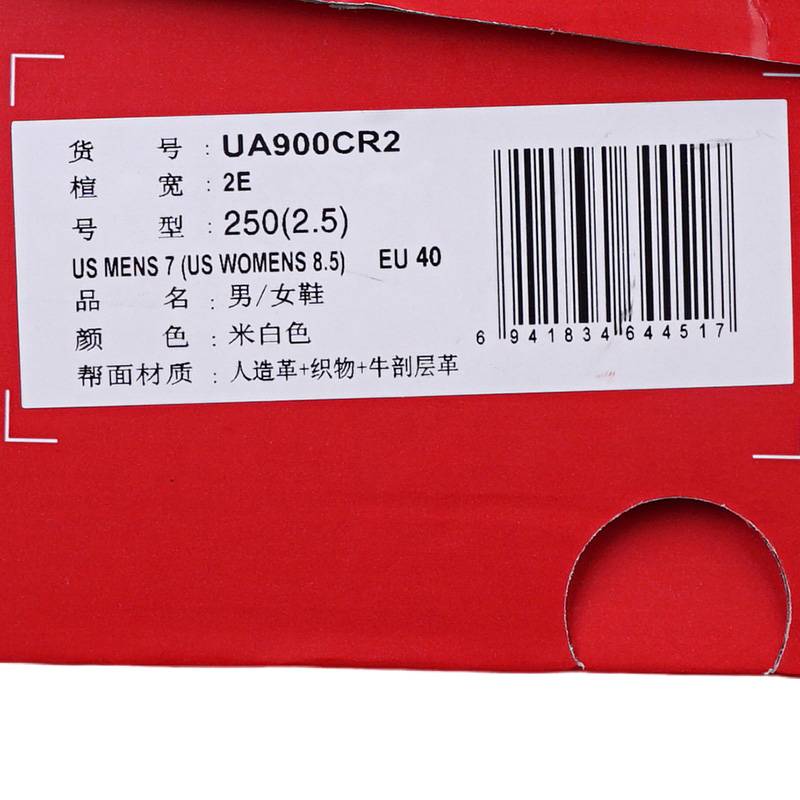 货 号 : UA900CR2
楦 宽 : 2E
号 型 : 250(2.5)
US MENS 7 (US WOMENS 8.5) EU 40
品 名 : 男/女鞋
颜 色 : 米白色
帮面材质 : 人造革+织物+牛剖层革
6 941834 644517